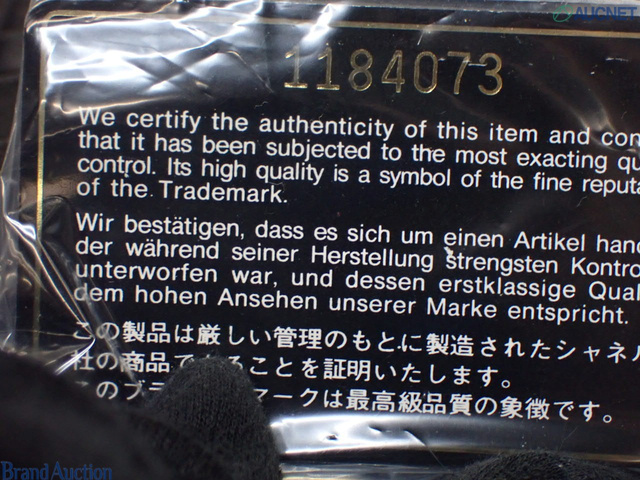 AUCNET
1184073
We certify the authenticity of this item and con
that it has been subjected to the most exacting qu
control. Its high quality is a symbol of the fine reputa
of the Trademark.
Wir bestätigen, dass es sich um einen Artikel hand
der während seiner Herstellung strengsten Kontro
unterworfen war, und dessen erstklassige Qual
dem hohen Ansehen unserer Marke entspricht.
この製品は厳しい管理のもとに製造されたシャネル
社の商品であることを証明いたします。
このブ マークは最高級品質の象徴です。
Brand Auction